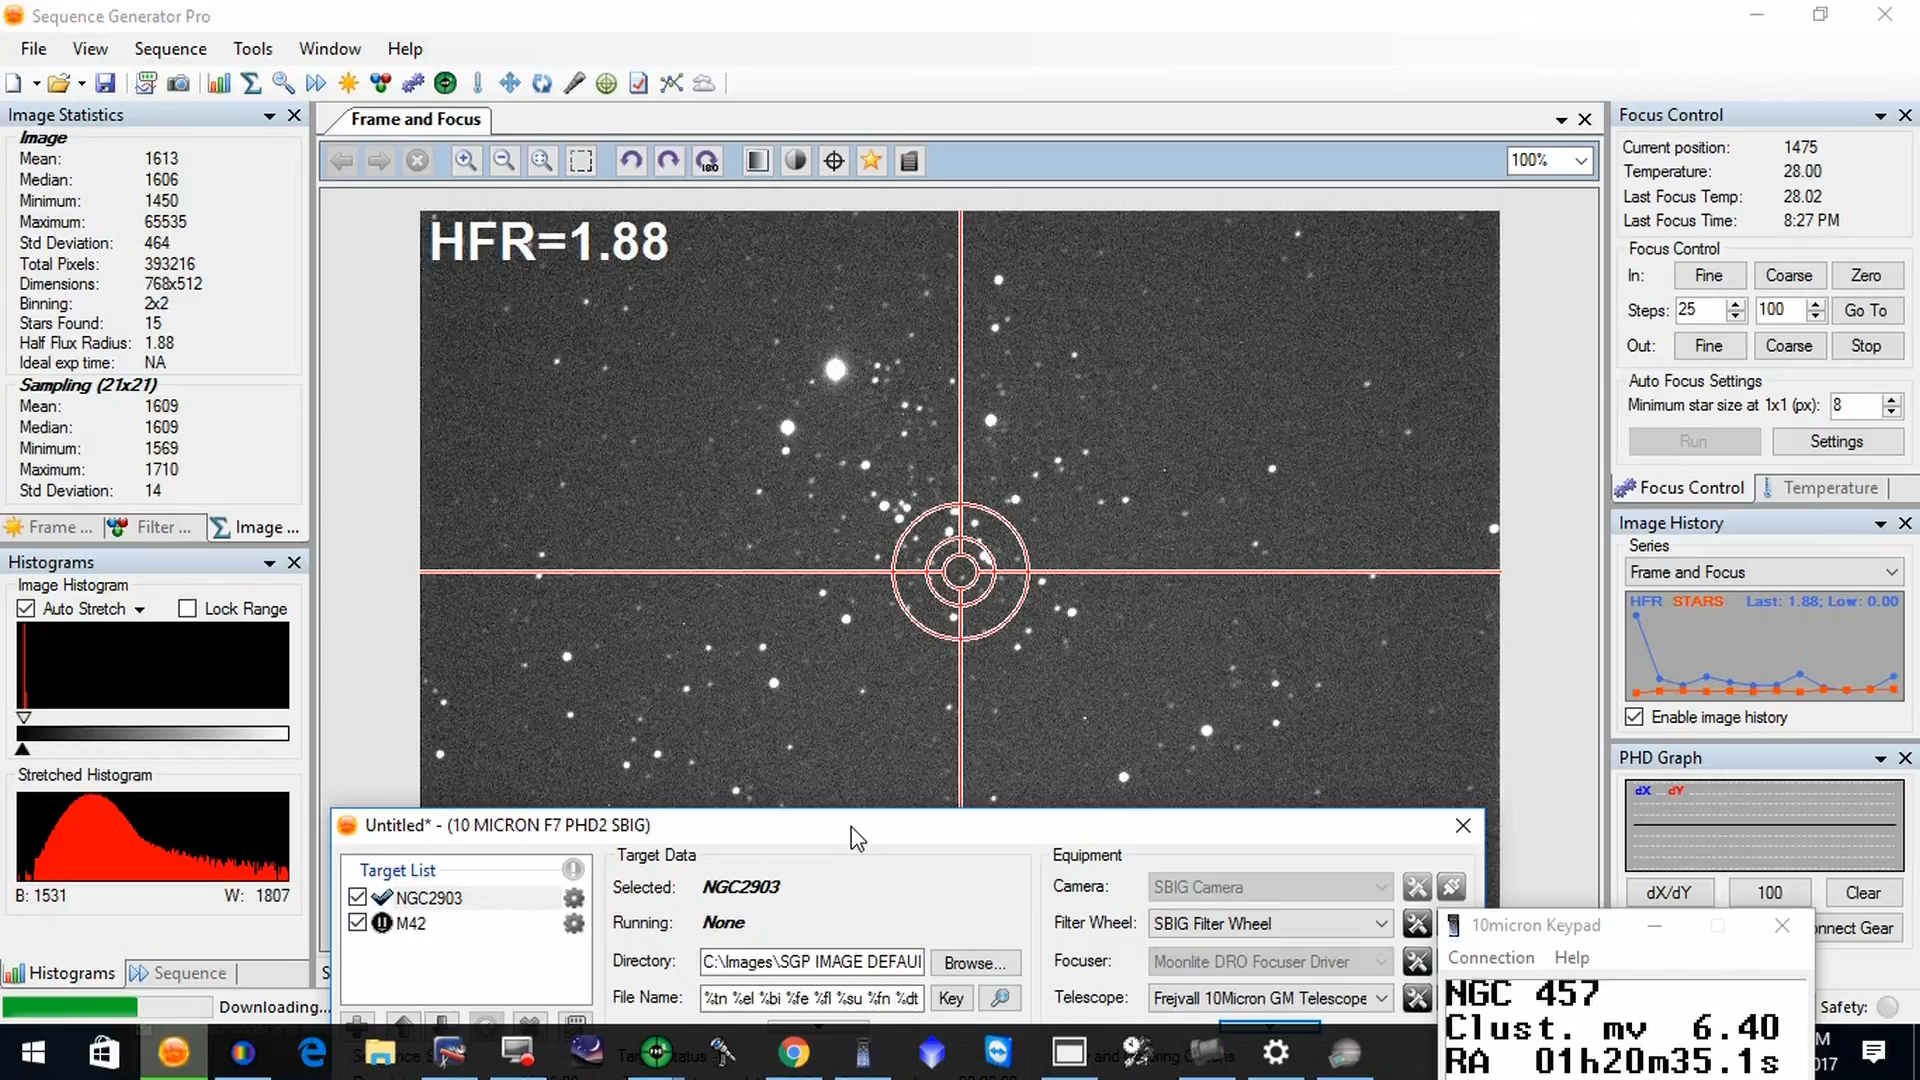 Sequence Generator Pro
File View Sequence Tools Window Help
Image Statistics
Image
Mean: 1613
Median: 1606
Minimum: 1450
Maximum: 65535
Std Deviation: 464
Total Pixels: 393216
Dimensions: 768x512
Binning: 2x2
Stars Found: 15
Half Flux Radius: 1.88
Ideal exp time: NA
Sampling (21x21)
Mean: 1609
Median: 1609
Minimum: 1569
Maximum: 1710
Std Deviation: 14
Frame ... Filter ... Image ...
Histograms
Image Histogram
Auto Stretch Lock Range
Stretched Histogram
B: 1531 W: 1807
Histograms Sequence
Downloading...
Frame and Focus
100%
HFR=1.88
Untitled* - (10 MICRON F7 PHD2 SBIG)
Target List
NGC2903
M42
Target Data
Selected: NGC2903
Running: None
Directory: C:\Images\SGP IMAGE DEFAUI Browse...
File Name: %tn %el %bi %fe %fl %su %fn %dt Key
Equipment
Camera: SBIG Camera
Filter Wheel: SBIG Filter Wheel
Focuser: Moonlite DRO Focuser Driver
Telescope: Frejvall 10Micron GM Telescope
Focus Control
Current position: 1475
Temperature: 28.00
Last Focus Temp: 28.02
Last Focus Time: 8:27 PM
Focus Control
In: Fine Coarse Zero
Steps: 25 100 Go To
Out: Fine Coarse Stop
Auto Focus Settings
Minimum star size at 1x1 (px): 8
Run Settings
Focus Control Temperature
Image History
Series
Frame and Focus
HFR STARS Last: 1.88; Low: 0.00
Enable image history
PHD Graph
dX dY
dX/dY 100 Clear
onnect Gear
10micron Keypad
Connection Help
NGC 457
Clust. mv 6.40
RA 01h20m35.1s
Safety:
M
017